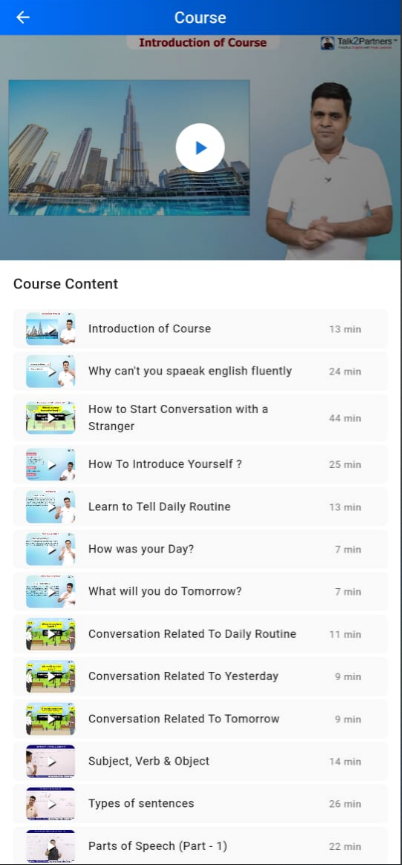 Course
Introduction of Course
Talk2Partners
Course Content
Introduction of Course
13 min
Why can't you spaeak english fluently
24 min
How to Start Conversation with a
Stranger
44 min
How To Introduce Yourself ?
25 min
Learn to Tell Daily Routine
13 min
How was your Day?
7 min
What will you do Tomorrow?
7 min
Conversation Related To Daily Routine
11 min
Conversation Related To Yesterday
9 min
Conversation Related To Tomorrow
9 min
Subject, Verb & Object
14 min
Types of sentences
26 min
Parts of Speech (Part - 1)
22 min